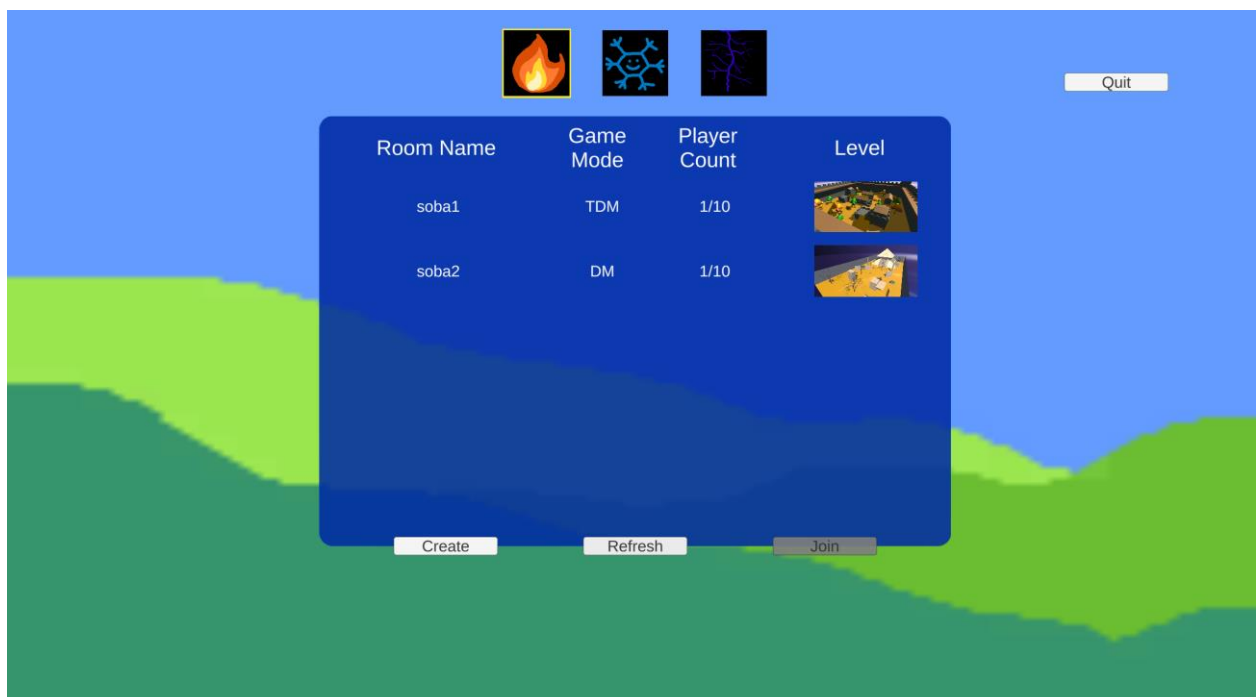 Quit
Room Name Game Mode Player Count Level
soba1 TDM 1/10
soba2 DM 1/10
Create Refresh Join